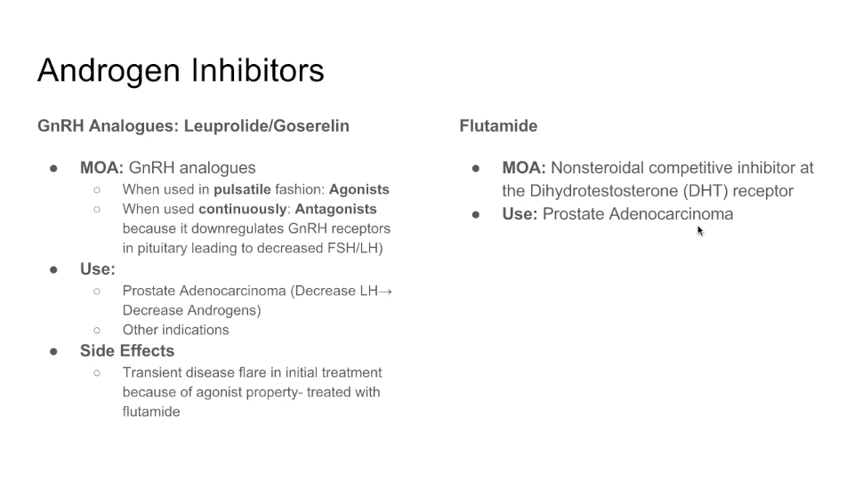 Androgen Inhibitors
GnRH Analogues: Leuprolide/Goserelin
● MOA: GnRH analogues
○ When used in pulsatile fashion: Agonists
○ When used continuously: Antagonists
because it downregulates GnRH receptors
in pituitary leading to decreased FSH/LH)
● Use:
○ Prostate Adenocarcinoma (Decrease LH→
Decrease Androgens)
○ Other indications
● Side Effects
○ Transient disease flare in initial treatment
because of agonist property- treated with
flutamide
Flutamide
● MOA: Nonsteroidal competitive inhibitor at
the Dihydrotestosterone (DHT) receptor
● Use: Prostate Adenocarcinoma